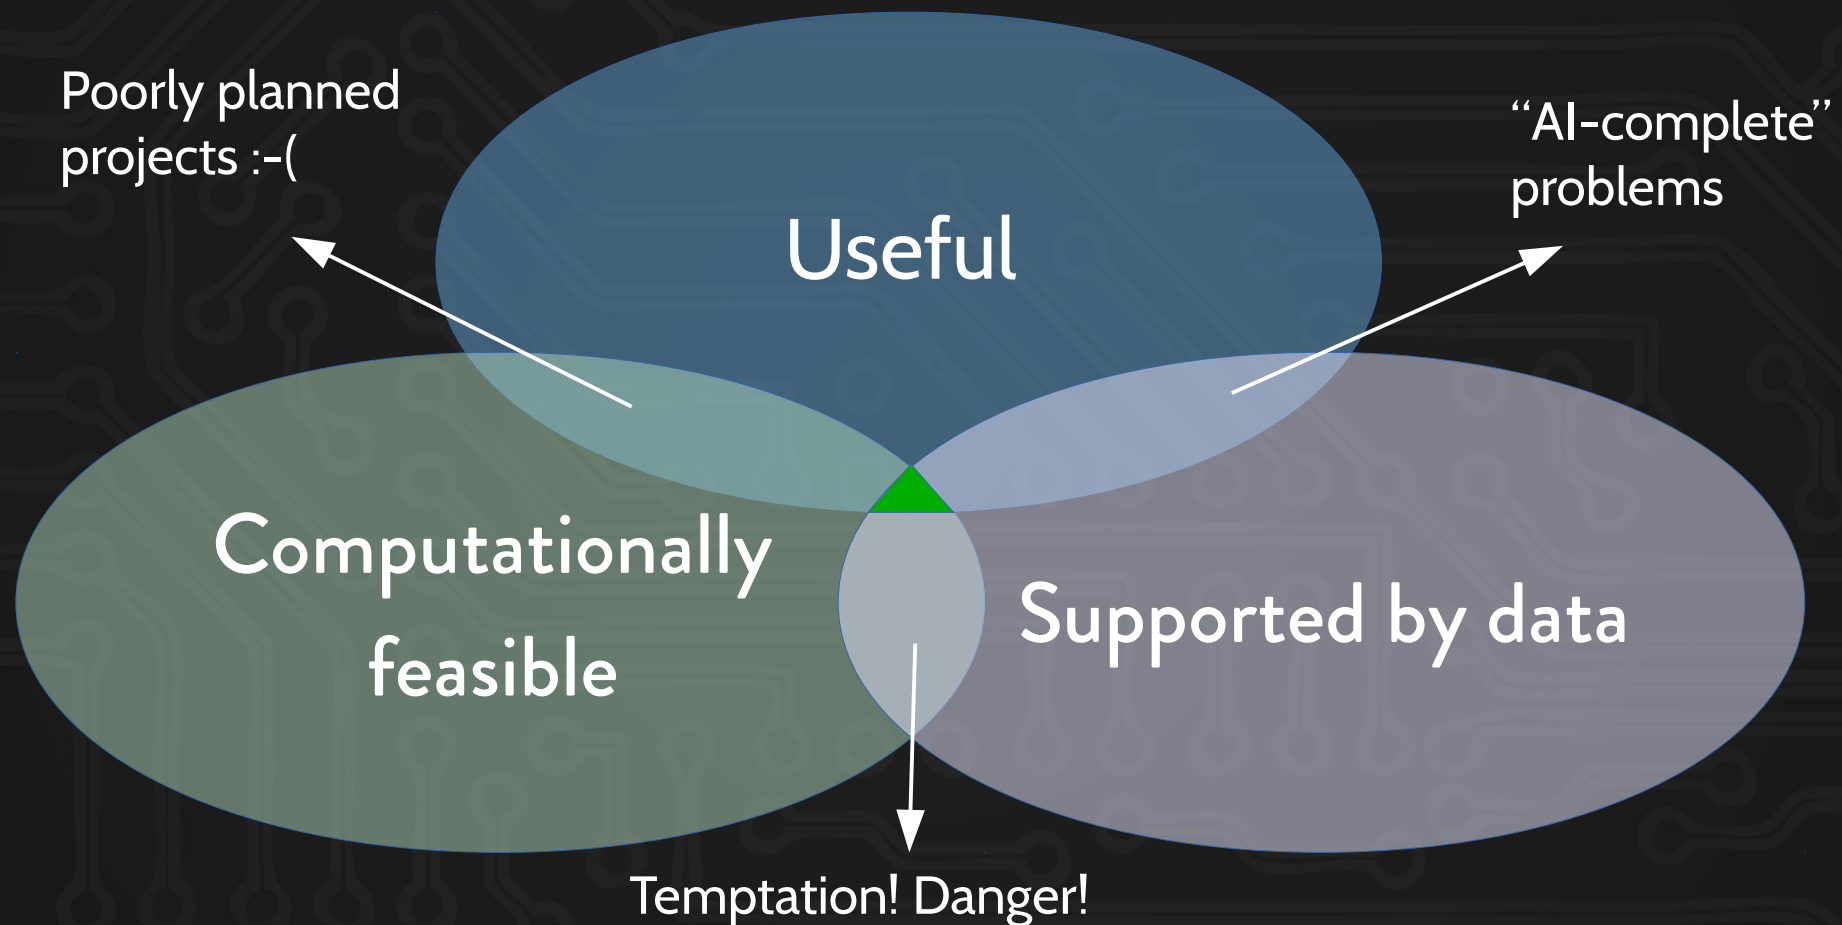 Poorly planned
projects :-(
“AI-complete”
problems
Useful
Computationally
feasible
Supported by data
Temptation! Danger!